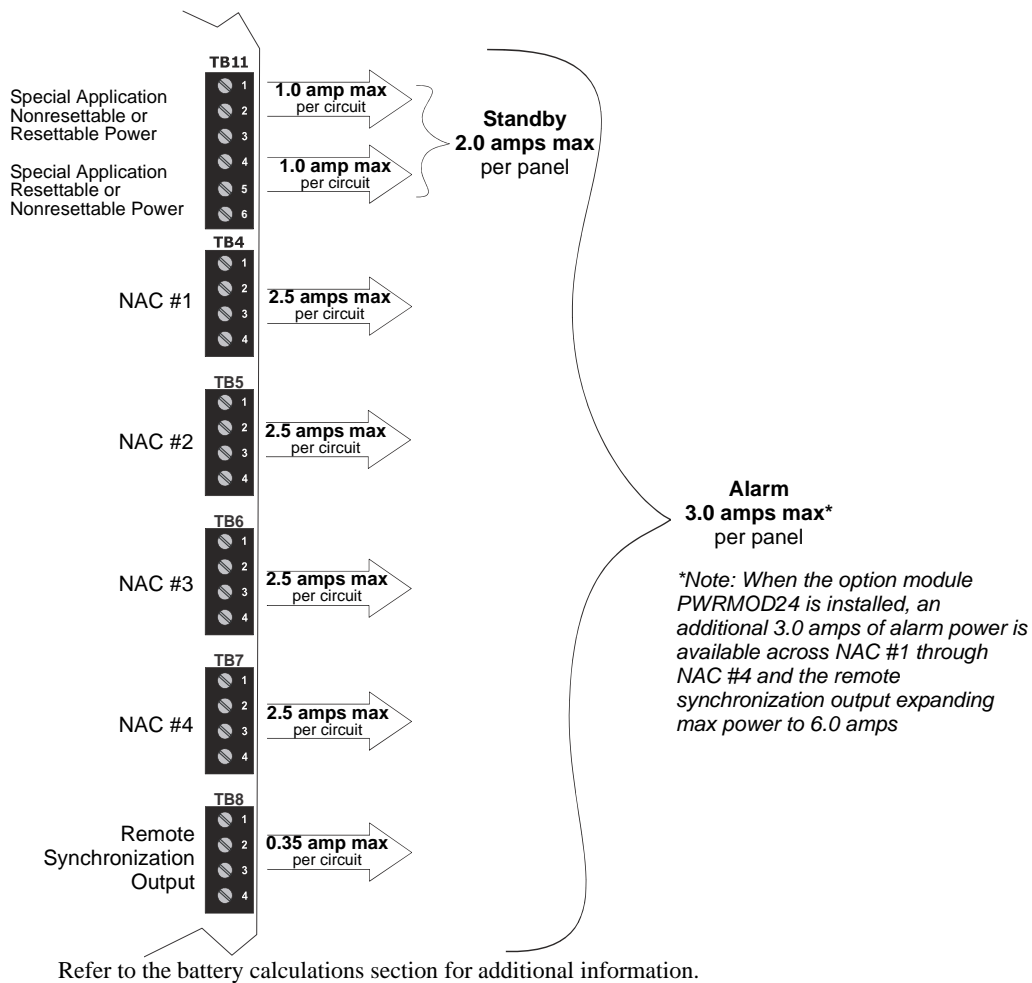 TB11
1
2
3
4
5
6
Special Application
Nonresettable or
Resettable Power
Special Application
Resettable or
Nonresettable Power
1.0 amp max
per circuit
1.0 amp max
per circuit
Standby
2.0 amps max
per panel
TB4
1
2
3
4
NAC #1
2.5 amps max
per circuit
TB5
1
2
3
4
NAC #2
2.5 amps max
per circuit
TB6
1
2
3
4
NAC #3
2.5 amps max
per circuit
TB7
1
2
3
4
NAC #4
2.5 amps max
per circuit
TB8
1
2
3
4
Remote
Synchronization
Output
0.35 amp max
per circuit
Alarm
3.0 amps max*
per panel
*Note: When the option module
PWRMOD24 is installed, an
additional 3.0 amps of alarm power is
available across NAC #1 through
NAC #4 and the remote
synchronization output expanding
max power to 6.0 amps
Refer to the battery calculations section for additional information.